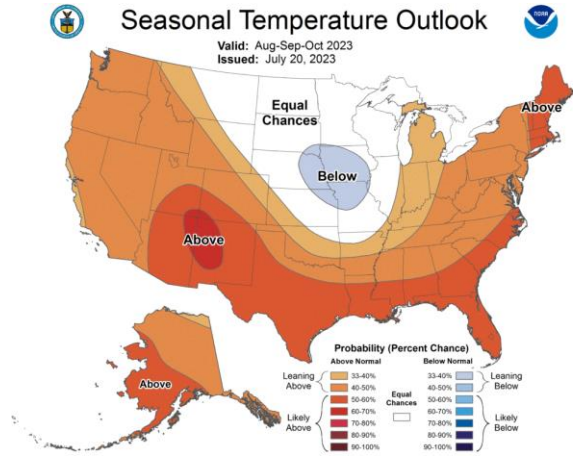 Seasonal Temperature Outlook
NOAA
Valid: Aug-Sep-Oct 2023
Issued: July 20, 2023
Equal
Chances
Above
Below
Above
Above
Probability (Percent Chance)
Above Normal
Below Normal
Leaning
Above
33-40%
40-50%
Likely
Above
50-60%
60-70%
70-80%
80-90%
90-100%
Equal
Chances
33-40%
40-50%
Leaning
Below
50-60%
60-70%
70-80%
80-90%
90-100%
Likely
Below